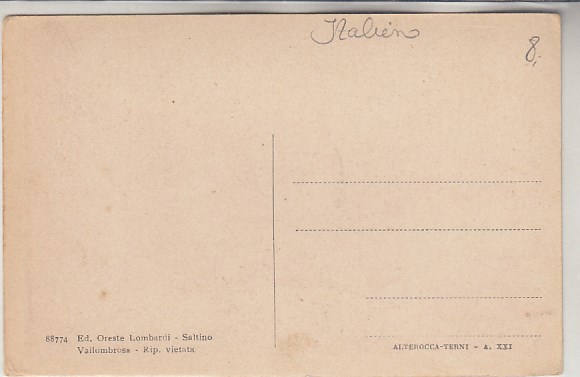 Italien
8,
88774 Ed. Oreste Lombardi - Saltino
Vallombrosa - Rip. vietata
ALTEROCCA-TERNI - A. XXI